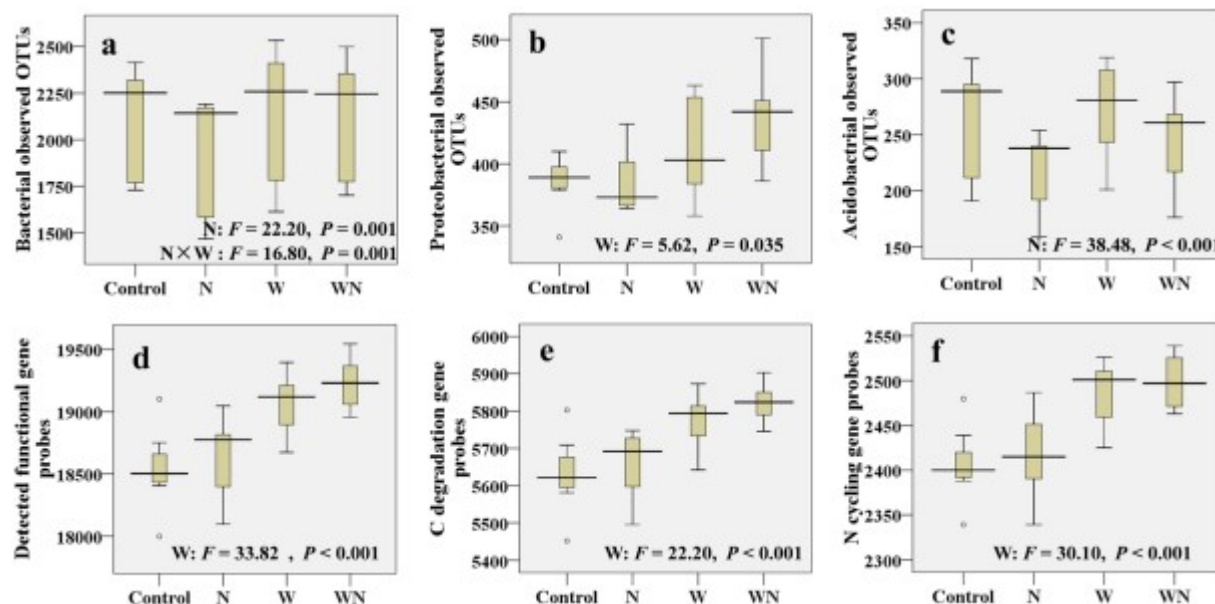 a
Bacterial observed OTUs
2500
2250
2000
1750
1500
N: F = 22.20, P = 0.001
N×W : F = 16.80, P = 0.001
Control N W WN
b
Proteobacterial observed
OTUs
500
450
400
350
W: F = 5.62, P = 0.035
Control N W WN
c
Acidobactrial observed
OTUs
350
300
250
200
150
N: F = 38.48, P < 0.001
Control N W WN
d
Detected functional gene
probes
19500
19000
18500
18000
W: F = 33.82 , P < 0.001
Control N W WN
e
C degradation gene
probes
6000
5900
5800
5700
5600
5500
5400
W: F = 22.20, P < 0.001
Control N W WN
f
N cycling gene probes
2550
2500
2450
2400
2350
2300
W: F = 30.10, P < 0.001
Control N W WN